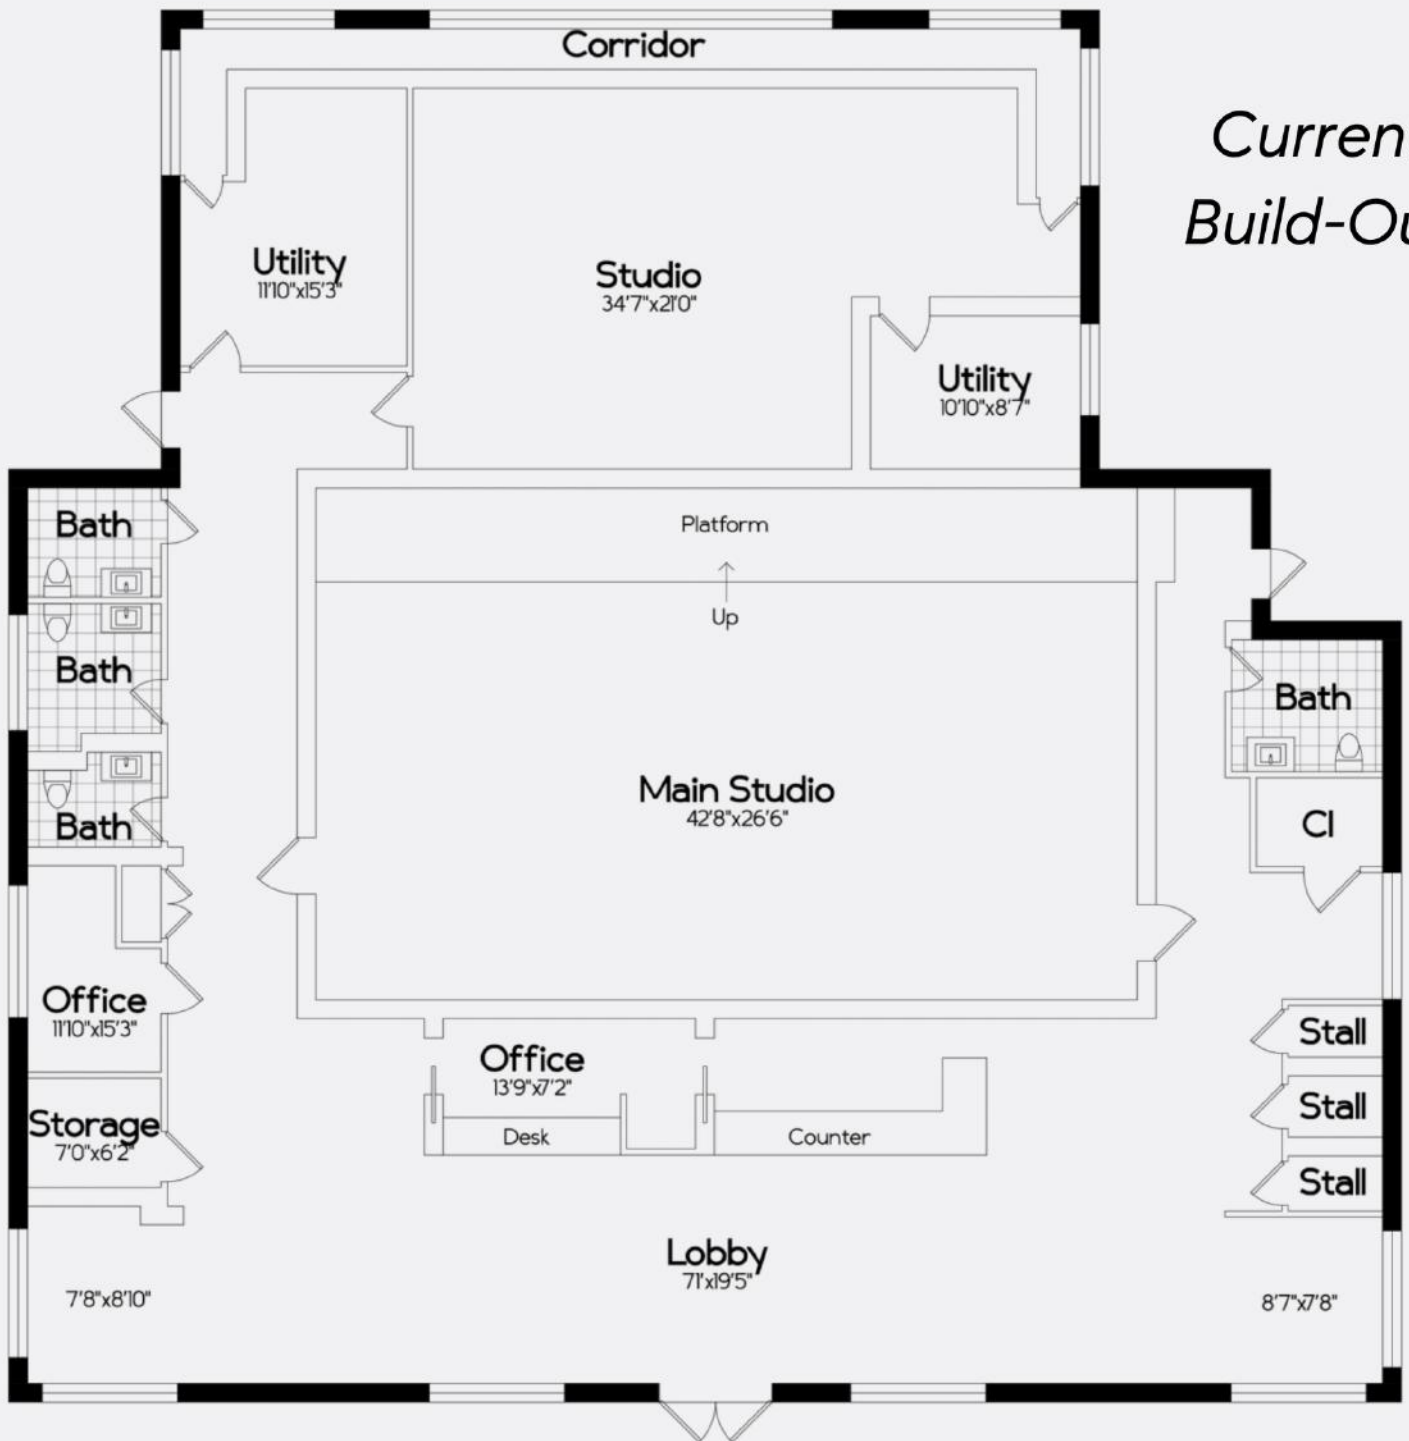 Corridor
Curren
Build-Ou
Utility
11'10"x15'3"
Studio
34'7"x21'0"
Utility
10'10"x8'7"
Bath
Platform
Up
Bath
Bath
Bath
Main Studio
42'8"x26'6"
Cl
Office
11'10"x15'3"
Office
13'9"x7'2"
Desk
Counter
Storage
7'0"x6'2"
Stall
Stall
Stall
Lobby
71'x19'5"
7'8"x8'10"
8'7"x7'8"